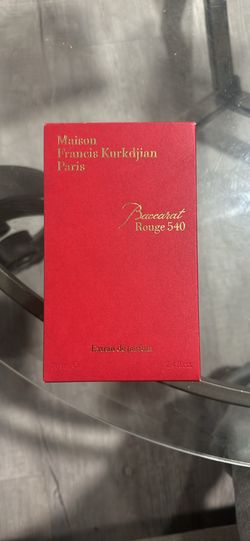 Maison
Francis Kurkdjian
Paris
Baccarat
Rouge 540
Extrait de parfum